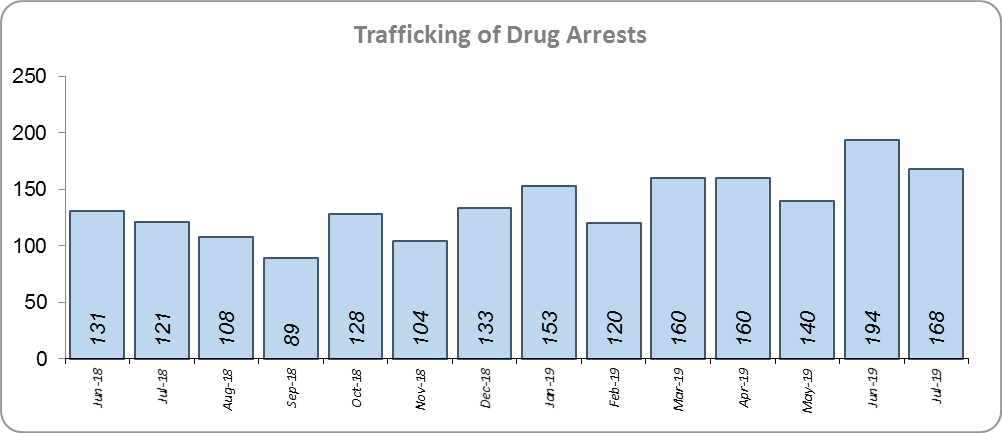 Trafficking of Drug Arrests
250
200
150
100
50
0
131
121
108
89
128
104
133
153
120
160
160
140
194
168
Jun-18
Jul-18
Aug-18
Sep-18
Oct-18
Nov-18
Dec-18
Jan-19
Feb-19
Mar-19
Apr-19
May-19
Jun-19
Jul-19